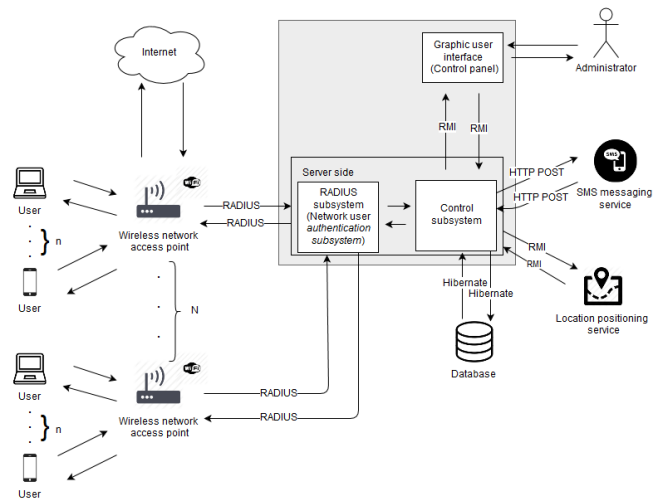 Internet
Graphic user
interface
(Control panel)
Administrator
RMI
RMI
Server side
RADIUS
subsystem
(Network user
authentication
subsystem)
Control
subsystem
HTTP POST
HTTP POST
SMS
SMS messaging
service
User
n
User
Wireless network
access point
RADIUS
RADIUS
RMI
RMI
Hibernate
Hibernate
Location positioning
service
Database
N
User
n
User
Wireless network
access point
RADIUS
RADIUS